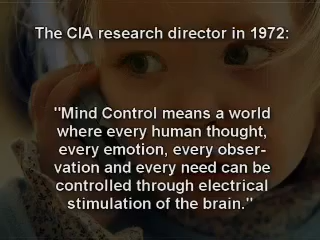 The CIA research director in 1972:
"Mind Control means a world
where every human thought,
every emotion, every obser-
vation and every need can be
controlled through electrical
stimulation of the brain."